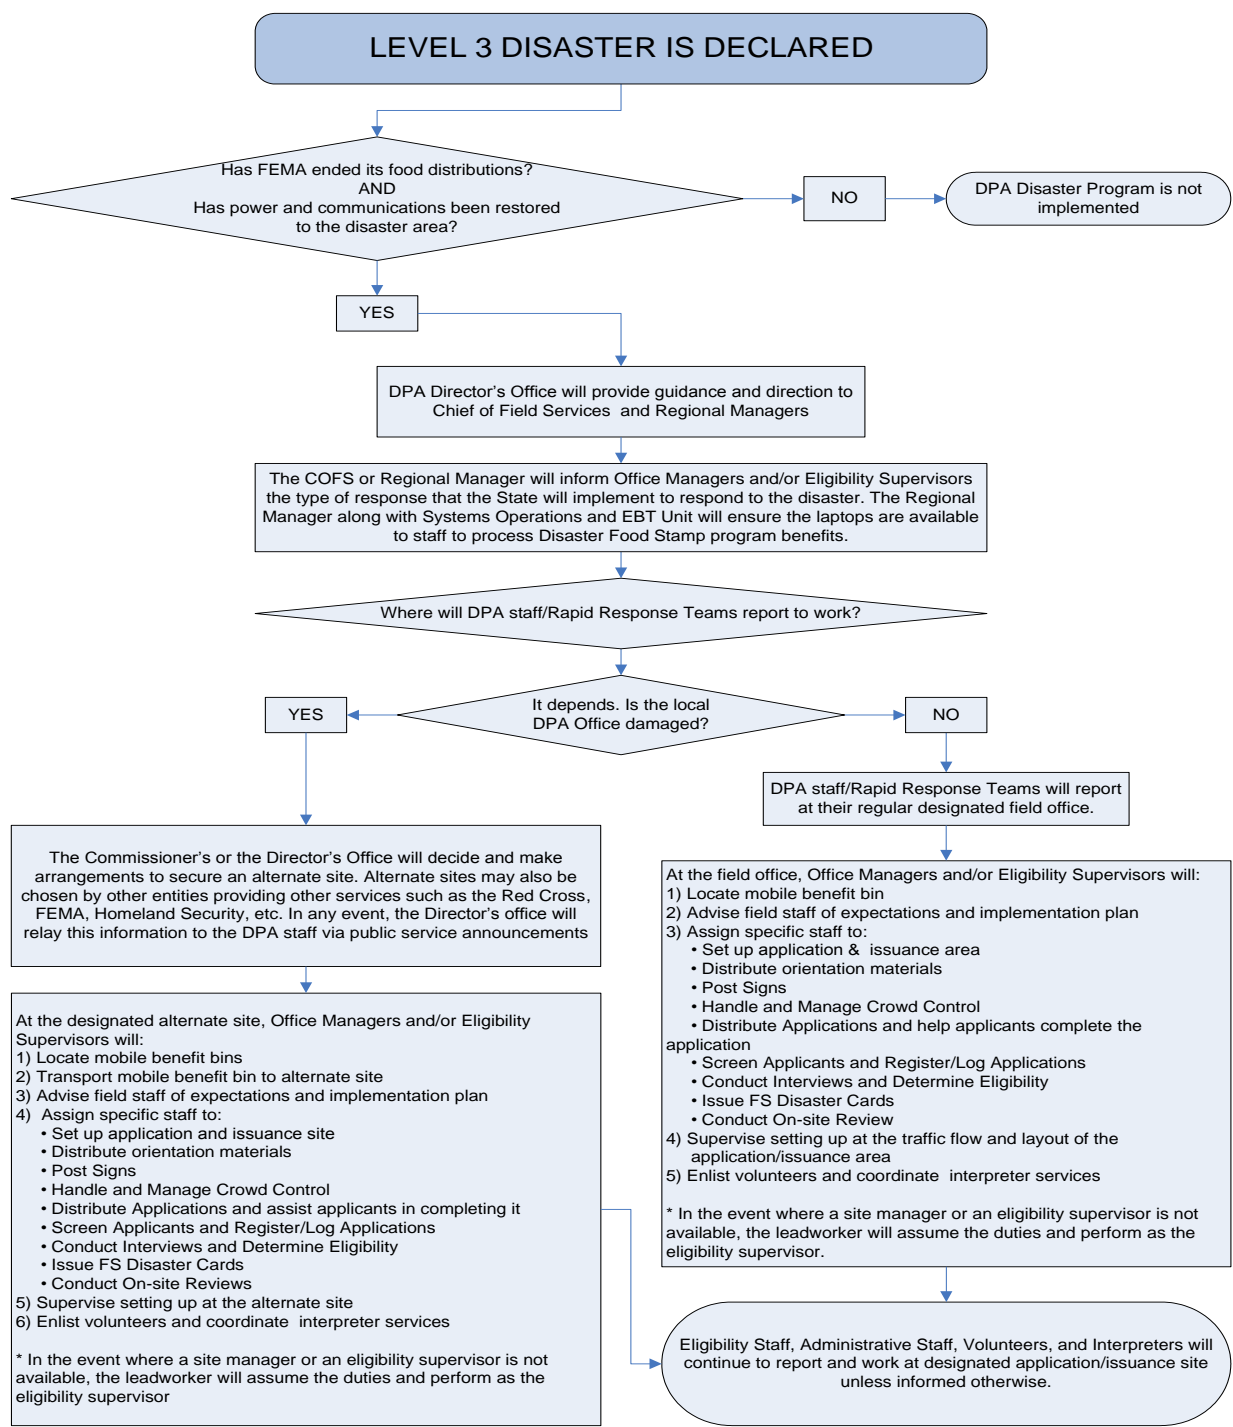 LEVEL 3 DISASTER IS DECLARED
Has FEMA ended its food distributions?
AND
Has power and communications been restored
to the disaster area?
NO
DPA Disaster Program is not
implemented
YES
DPA Director's Office will provide guidance and direction to
Chief of Field Services and Regional Managers
The COFS or Regional Manager will inform Office Managers and/or Eligibility Supervisors
the type of response that the State will implement to respond to the disaster. The Regional
Manager along with Systems Operations and EBT Unit will ensure the laptops are available
to staff to process Disaster Food Stamp program benefits.
Where will DPA staff/Rapid Response Teams report to work?
It depends. Is the local
DPA Office damaged?
YES
NO
The Commissioner's or the Director's Office will decide and make
arrangements to secure an alternate site. Alternate sites may also be
chosen by other entities providing other services such as the Red Cross,
FEMA, Homeland Security, etc. In any event, the Director's office will
relay this information to the DPA staff via public service announcements
At the designated alternate site, Office Managers and/or Eligibility
Supervisors will:
1) Locate mobile benefit bins
2) Transport mobile benefit bin to alternate site
3) Advise field staff of expectations and implementation plan
4) Assign specific staff to:
• Set up application and issuance site
• Distribute orientation materials
• Post Signs
• Handle and Manage Crowd Control
• Distribute Applications and assist applicants in completing it
• Screen Applicants and Register/Log Applications
• Conduct Interviews and Determine Eligibility
• Issue FS Disaster Cards
• Conduct On-site Reviews
5) Supervise setting up at the alternate site
6) Enlist volunteers and coordinate interpreter services
* In the event where a site manager or an eligibility supervisor is not
available, the leadworker will assume the duties and perform as the
eligibility supervisor
DPA staff/Rapid Response Teams will report
at their regular designated field office.
At the field office, Office Managers and/or Eligibility Supervisors will:
1) Locate mobile benefit bin
2) Advise field staff of expectations and implementation plan
3) Assign specific staff to:
• Set up application & issuance area
• Distribute orientation materials
• Post Signs
• Handle and Manage Crowd Control
• Distribute Applications and help applicants complete the
application
• Screen Applicants and Register/Log Applications
• Conduct Interviews and Determine Eligibility
• Issue FS Disaster Cards
• Conduct On-site Review
4) Supervise setting up at the traffic flow and layout of the
application/issuance area
5) Enlist volunteers and coordinate interpreter services
* In the event where a site manager or an eligibility supervisor is not
available, the leadworker will assume the duties and perform as the
eligibility supervisor.
Eligibility Staff, Administrative Staff, Volunteers, and Interpreters will
continue to report and work at designated application/issuance site
unless informed otherwise.